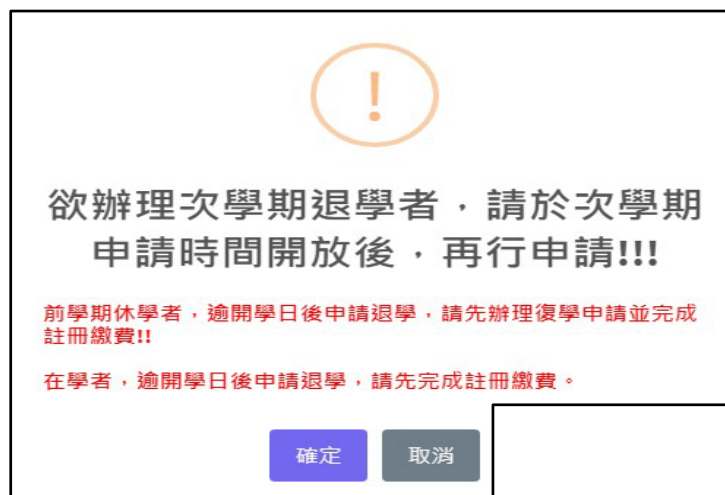 !
欲辦理次學期退學者，請於次學期
申請時間開放後，再行申請!!!
前學期休學者，逾開學日後申請退學，請先辦理復學申請並完成
註冊繳費!!
在學者，逾開學日後申請退學，請先完成註冊繳費。
確定 取消